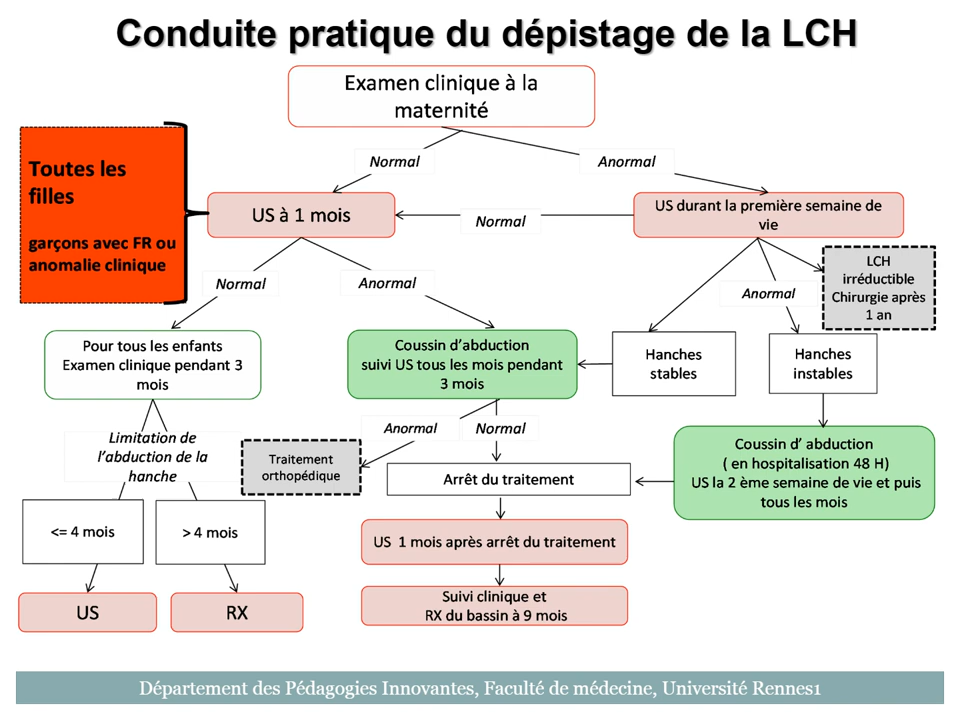 Conduite pratique du dépistage de la LCH
Examen clinique à la
maternité
Toutes les
filles
garçons avec FR ou
anomalie clinique
Normal
Anormal
US à 1 mois
Normal
US durant la première semaine de
vie
LCH
irréductible
Chirurgie après
1 an
Normal
Anormal
Anormal
Pour tous les enfants
Examen clinique pendant 3
mois
Coussin d'abduction
suivi US tous les mois pendant
3 mois
Hanches
stables
Hanches
instables
Limitation de
l'abduction de la
hanche
Anormal
Normal
Traitement
orthopédique
Arrêt du traitement
Coussin d' abduction
( en hospitalisation 48 H)
US la 2 ème semaine de vie et puis
tous les mois
<= 4 mois
> 4 mois
US 1 mois après arrêt du traitement
US
RX
Suivi clinique et
RX du bassin à 9 mois
Département des Pédagogies Innovantes, Faculté de médecine, Université Rennes1